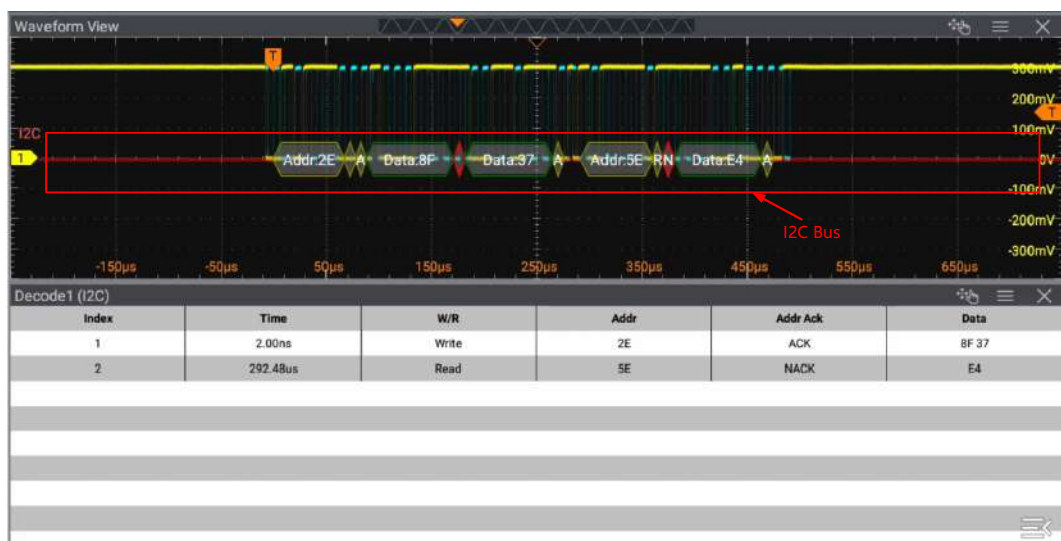 Waveform View
T
300mV
200mV
T
I2C
100mV
1
Addr:2E A Data:8F Data:37 A Addr:5E RN Data:E4 A
0V
-100mV
I2C Bus
-200mV
-300mV
-150µs -50µs 50µs 150µs 250µs 350µs 450µs 550µs 650µs
Decode1 (I2C)
Index Time W/R Addr Addr Ack Data
1 2.00ns Write 2E ACK 8F 37
2 292.48us Read 5E NACK E4